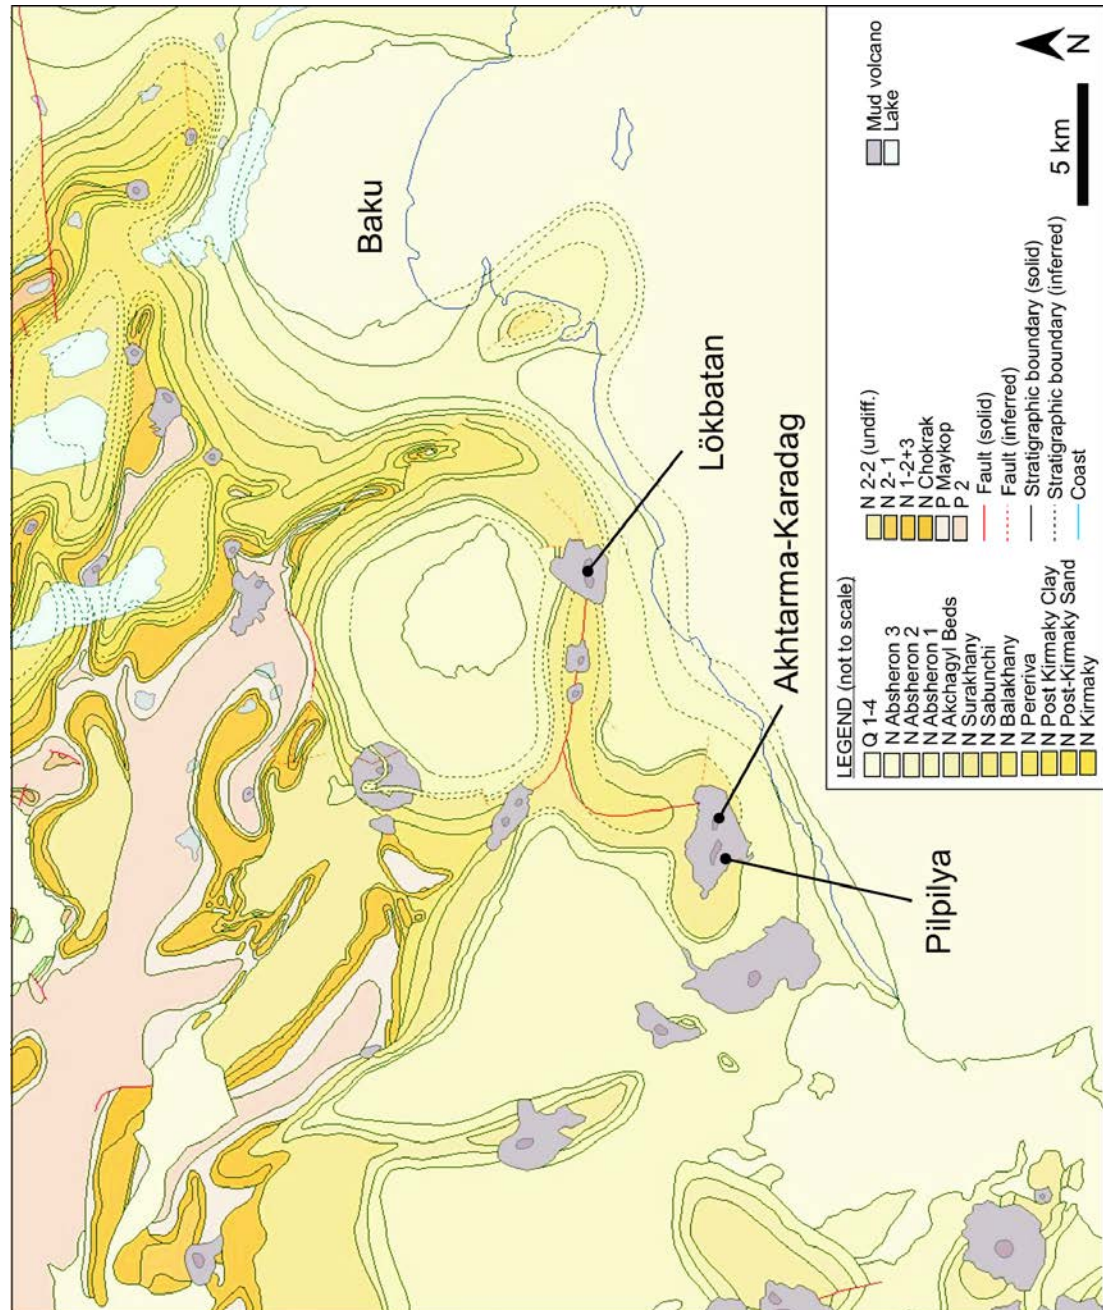 Baku
Lökbatan
Akhtarma-Karadag
Pilpilya
LEGEND (not to scale)
Q 1-4
N Absheron 3
N Absheron 2
N Absheron 1
N Akchagyl Beds
N Surakhany
N Sabunchi
N Balakhany
N Pereriva
N Post Kirmaky Clay
N Post-Kirmaky Sand
N Kirmaky
N 2-2 (undiff.)
N 2- 1
N 1-2+3
N Chokrak
P Maykop
P 2
Fault (solid)
Fault (inferred)
Stratigraphic boundary (solid)
Stratigraphic boundary (inferred)
Coast
Mud volcano
Lake
5 km
N